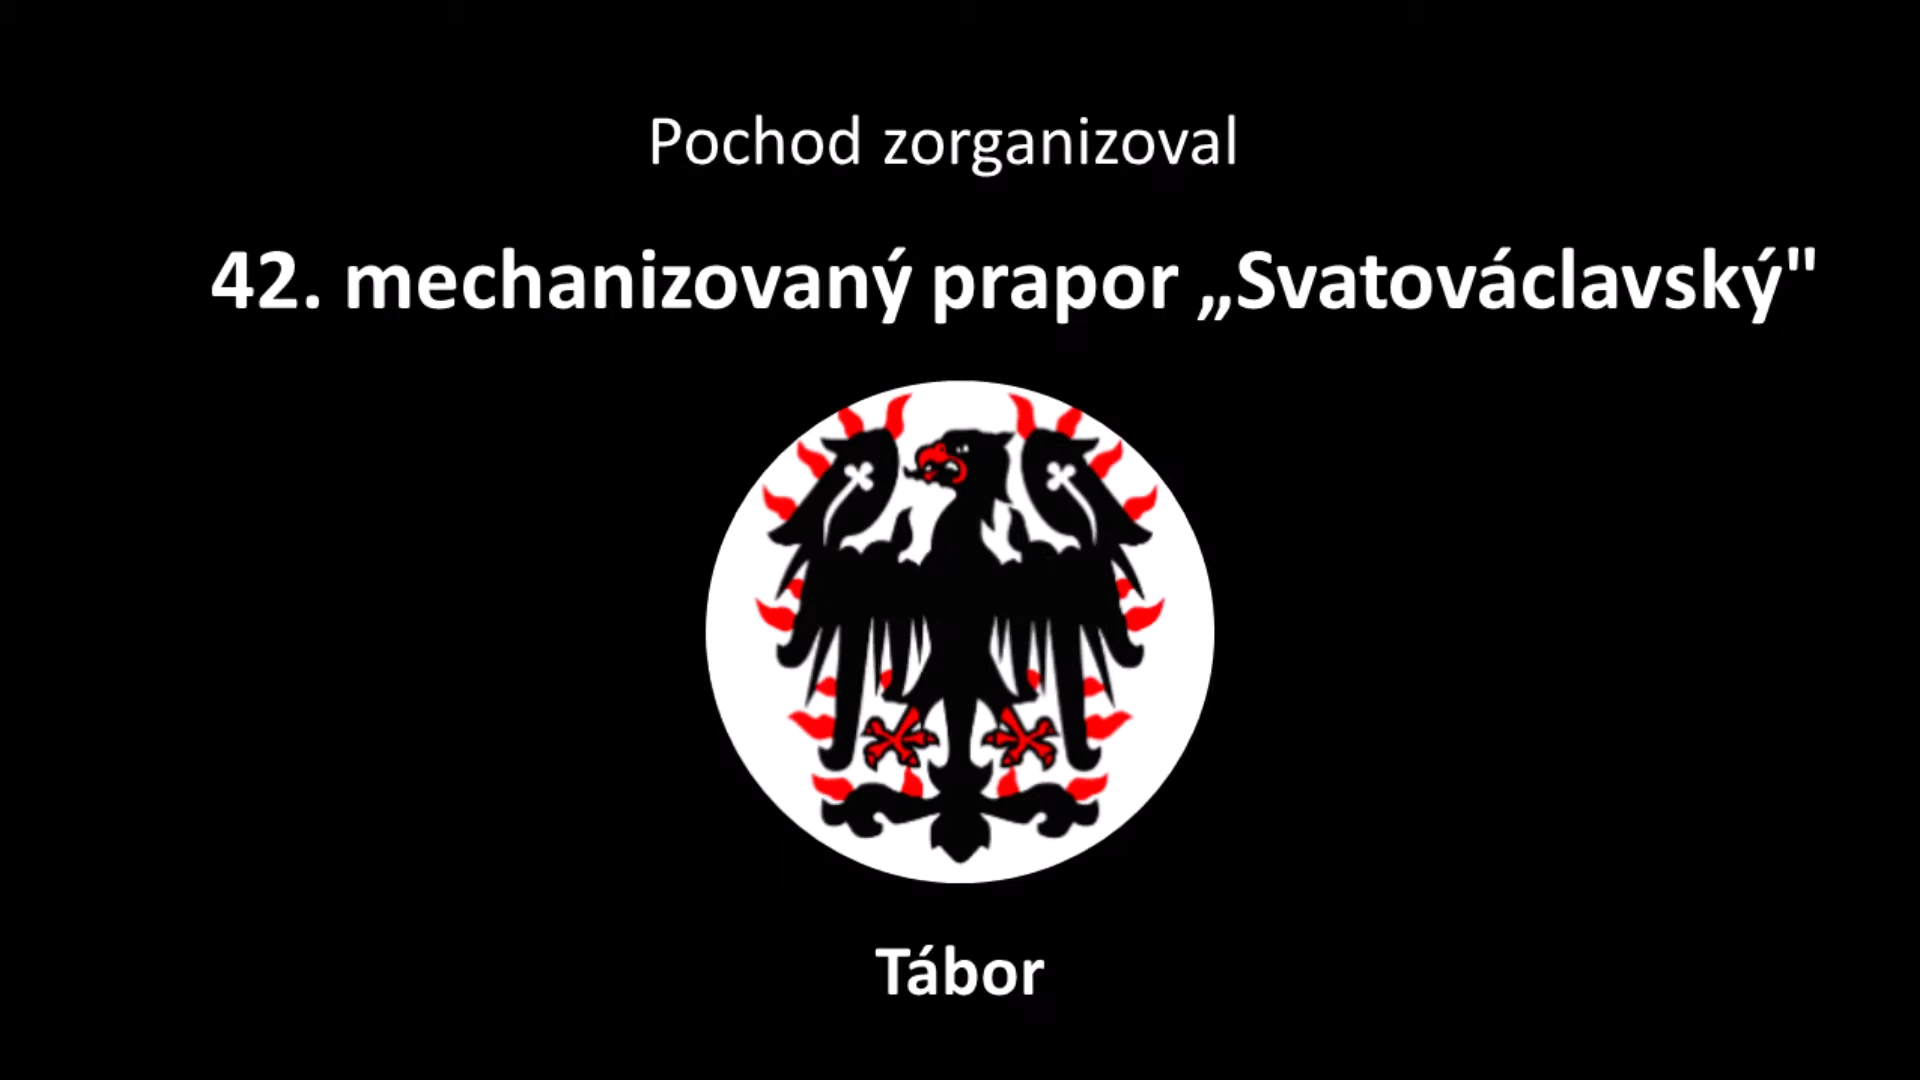 Pochod zorganizoval
42. mechanizovaný prapor „Svatováclavský"
Tábor